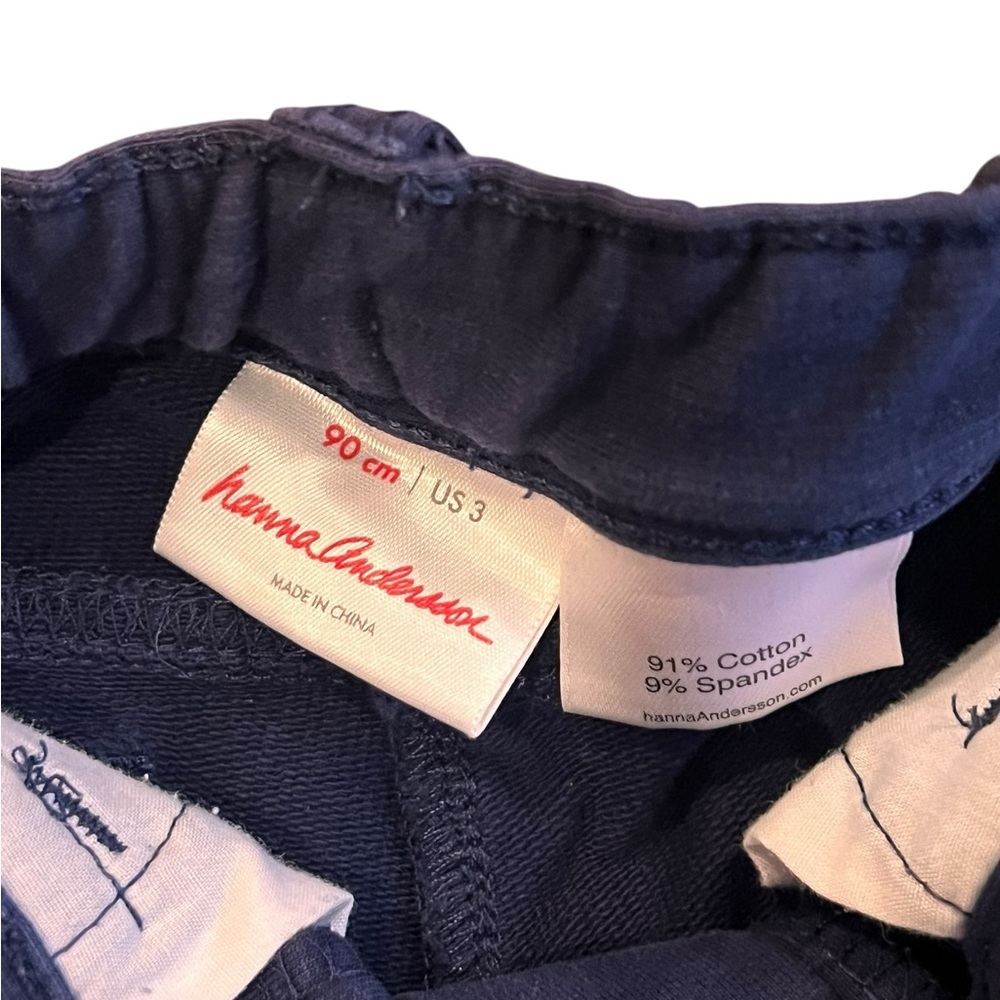 90 cm | US 3
hanna Andersson
MADE IN CHINA
91% Cotton
9% Spandex
hannaAndersson.com